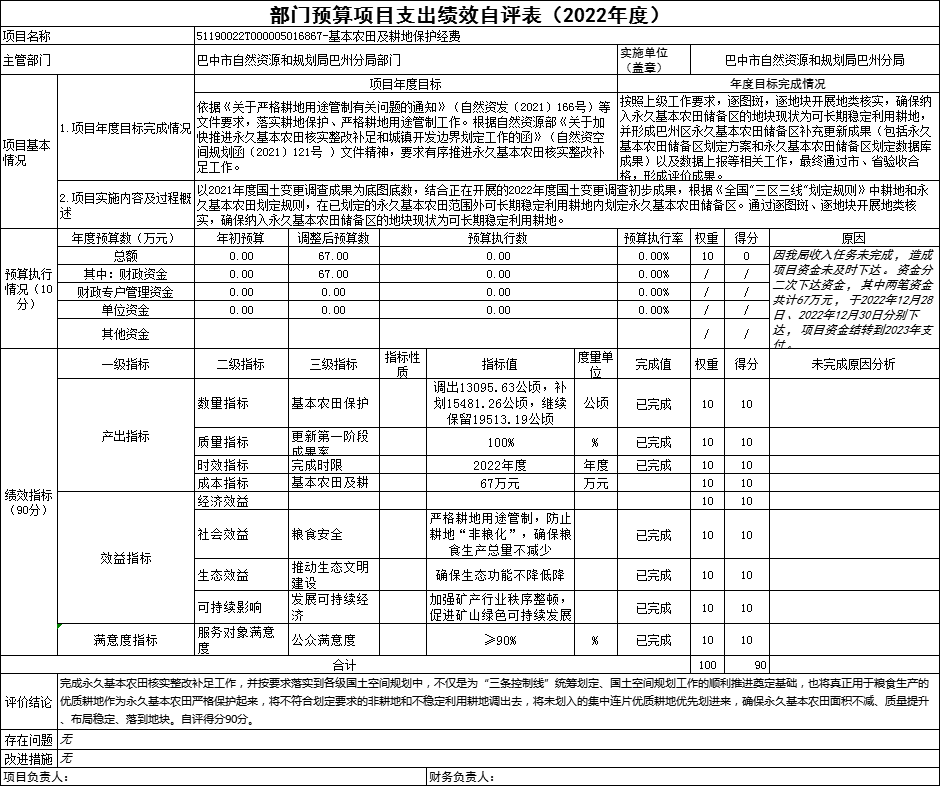 部门预算项目支出绩效自评表（2022年度）
项目名称 51190022T000005016867-基本农田及耕地保护经费
主管部门 巴中市自然资源和规划局巴州分局部门 实施单位（盖章） 巴中市自然资源和规划局巴州分局
项目基本情况
项目年度目标 年度目标完成情况
1.项目年度目标完成情况
依据《关于严格耕地用途管制有关问题的通知》（自然资发（2021）166号）等
文件要求，落实耕地保护、严格耕地用途管制工作。根据自然资源部《关于加
快推进永久基本农田核实整改补足和城镇开发边界划定工作的函》（自然资空
间规划函（2021）121号 ）文件精神，要求有序推进永久基本农田核实整改补
足工作。
按照上级工作要求，逐图斑，逐地块开展地类核实，确保纳
入永久基本农田储备区的地块现状为可长期稳定利用耕地，
并形成巴州区永久基本农田储备区补充更新成果（包括永久
基本农田储备区划定方案和永久基本农田储备区划定数据库
成果）以及数据上报等相关工作，最终通过市、省验收合
格，形成评价成果。
2.项目实施内容及过程概述
以2021年度国土变更调查成果为底图底数，结合正在开展的2022年度国土变更调查初步成果，根据《全国“三区三线”划定规则》中耕地和永
久基本农田划定规则，在已划定的永久基本农田范围外可长期稳定利用耕地内划定永久基本农田储备区。通过逐图斑、逐地块开展地类核
实，确保纳入永久基本农田储备区的地块现状为可长期稳定利用耕地。
预算执行情况（10分）
年度预算数（万元） 年初预算 调整后预算数 预算执行数 预算执行率 权重 得分 原因
总额 0.00 67.00 0.00 0.00% 10 0
其中：财政资金 0.00 67.00 0.00 0.00% / /
财政专户管理资金 0.00 0.00 0.00 0.00% / /
单位资金 0.00 0.00 0.00 0.00% / /
其他资金 / /
因我局收入任务未完成， 造成
项目资金未及时下达。 资金分
二次下达资金， 其中两笔资金
共计67万元， 于2022年12月28
日、2022年12月30日分别下
达， 项目资金结转到2023年支
付。
绩效指标（90分）
一级指标 二级指标 三级指标 指标性质 指标值 度量单位 完成值 权重 得分 未完成原因分析
产出指标
数量指标 基本农田保护 调出13095.63公顷，补划15481.26公顷，继续保留19513.19公顷 公顷 已完成 10 10
质量指标 更新第一阶段成果率 100% % 已完成 10 10
时效指标 完成时限 2022年度 年度 已完成 10 10
成本指标 基本农田及耕 67万元 万元 已完成 10 10
效益指标
经济效益 10 10
社会效益 粮食安全 严格耕地用途管制，防止耕地“非粮化”，确保粮食生产总量不减少 已完成 10 10
生态效益 推动生态文明建设 确保生态功能不降低降 已完成 10 10
可持续影响 发展可持续经济 加强矿产行业秩序整顿，促进矿山绿色可持续发展 已完成 10 10
满意度指标 服务对象满意度 公众满意度 ≥90% % 已完成 10 10
合计 100 90
评价结论
完成永久基本农田核实整改补足工作，并按要求落实到各级国土空间规划中，不仅是为“三条控制线”统筹划定、国土空间规划工作的顺利推进奠定基础，也将真正用于粮食生产的
优质耕地作为永久基本农田严格保护起来，将不符合划定要求的非耕地和不稳定利用耕地调出去，将未划入的集中连片优质耕地优先划进来，确保永久基本农田面积不减、质量提升
、布局稳定、落到地块。自评得分90分。
存在问题 无
改进措施 无
项目负责人： 财务负责人：